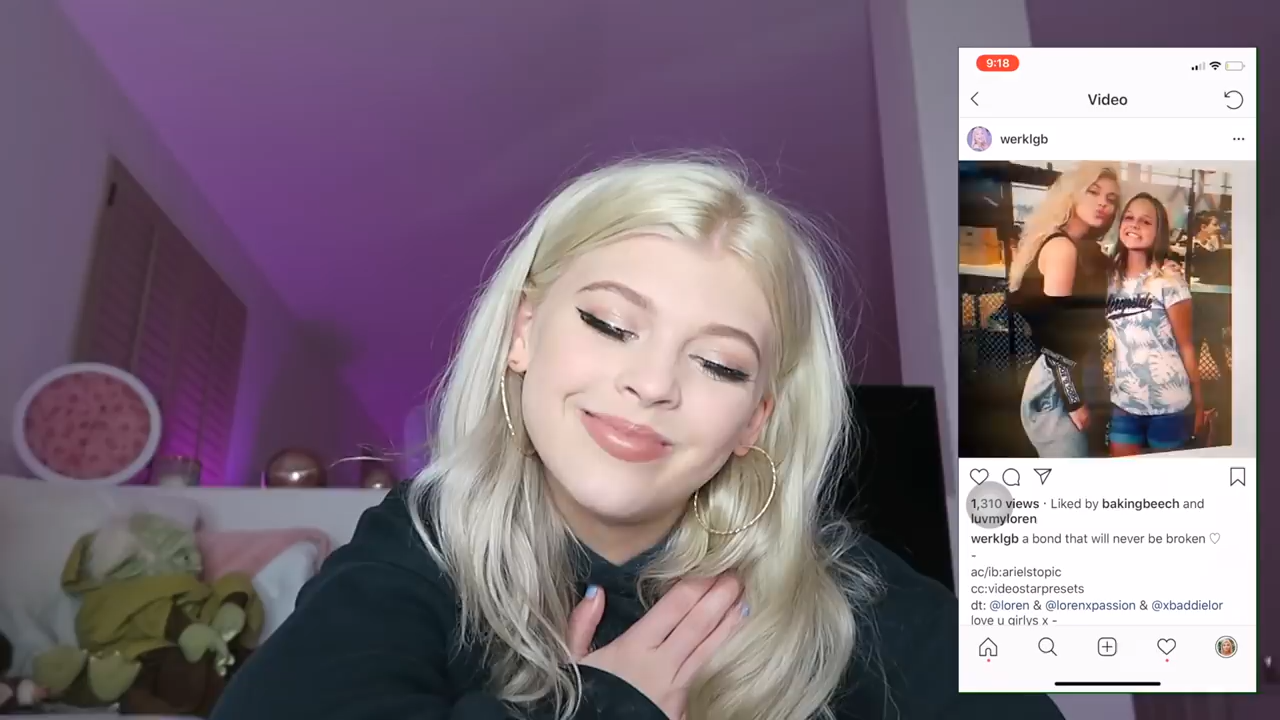 9:18
Video
werklgb
1,310 views · Liked by bakingbeech and
luvmyloren
werklgb a bond that will never be broken ♡
-
ac/ib:arielstopic
cc:videostarpresets
dt: @loren & @lorenxpassion & @xbaddielor
love u girlys x -